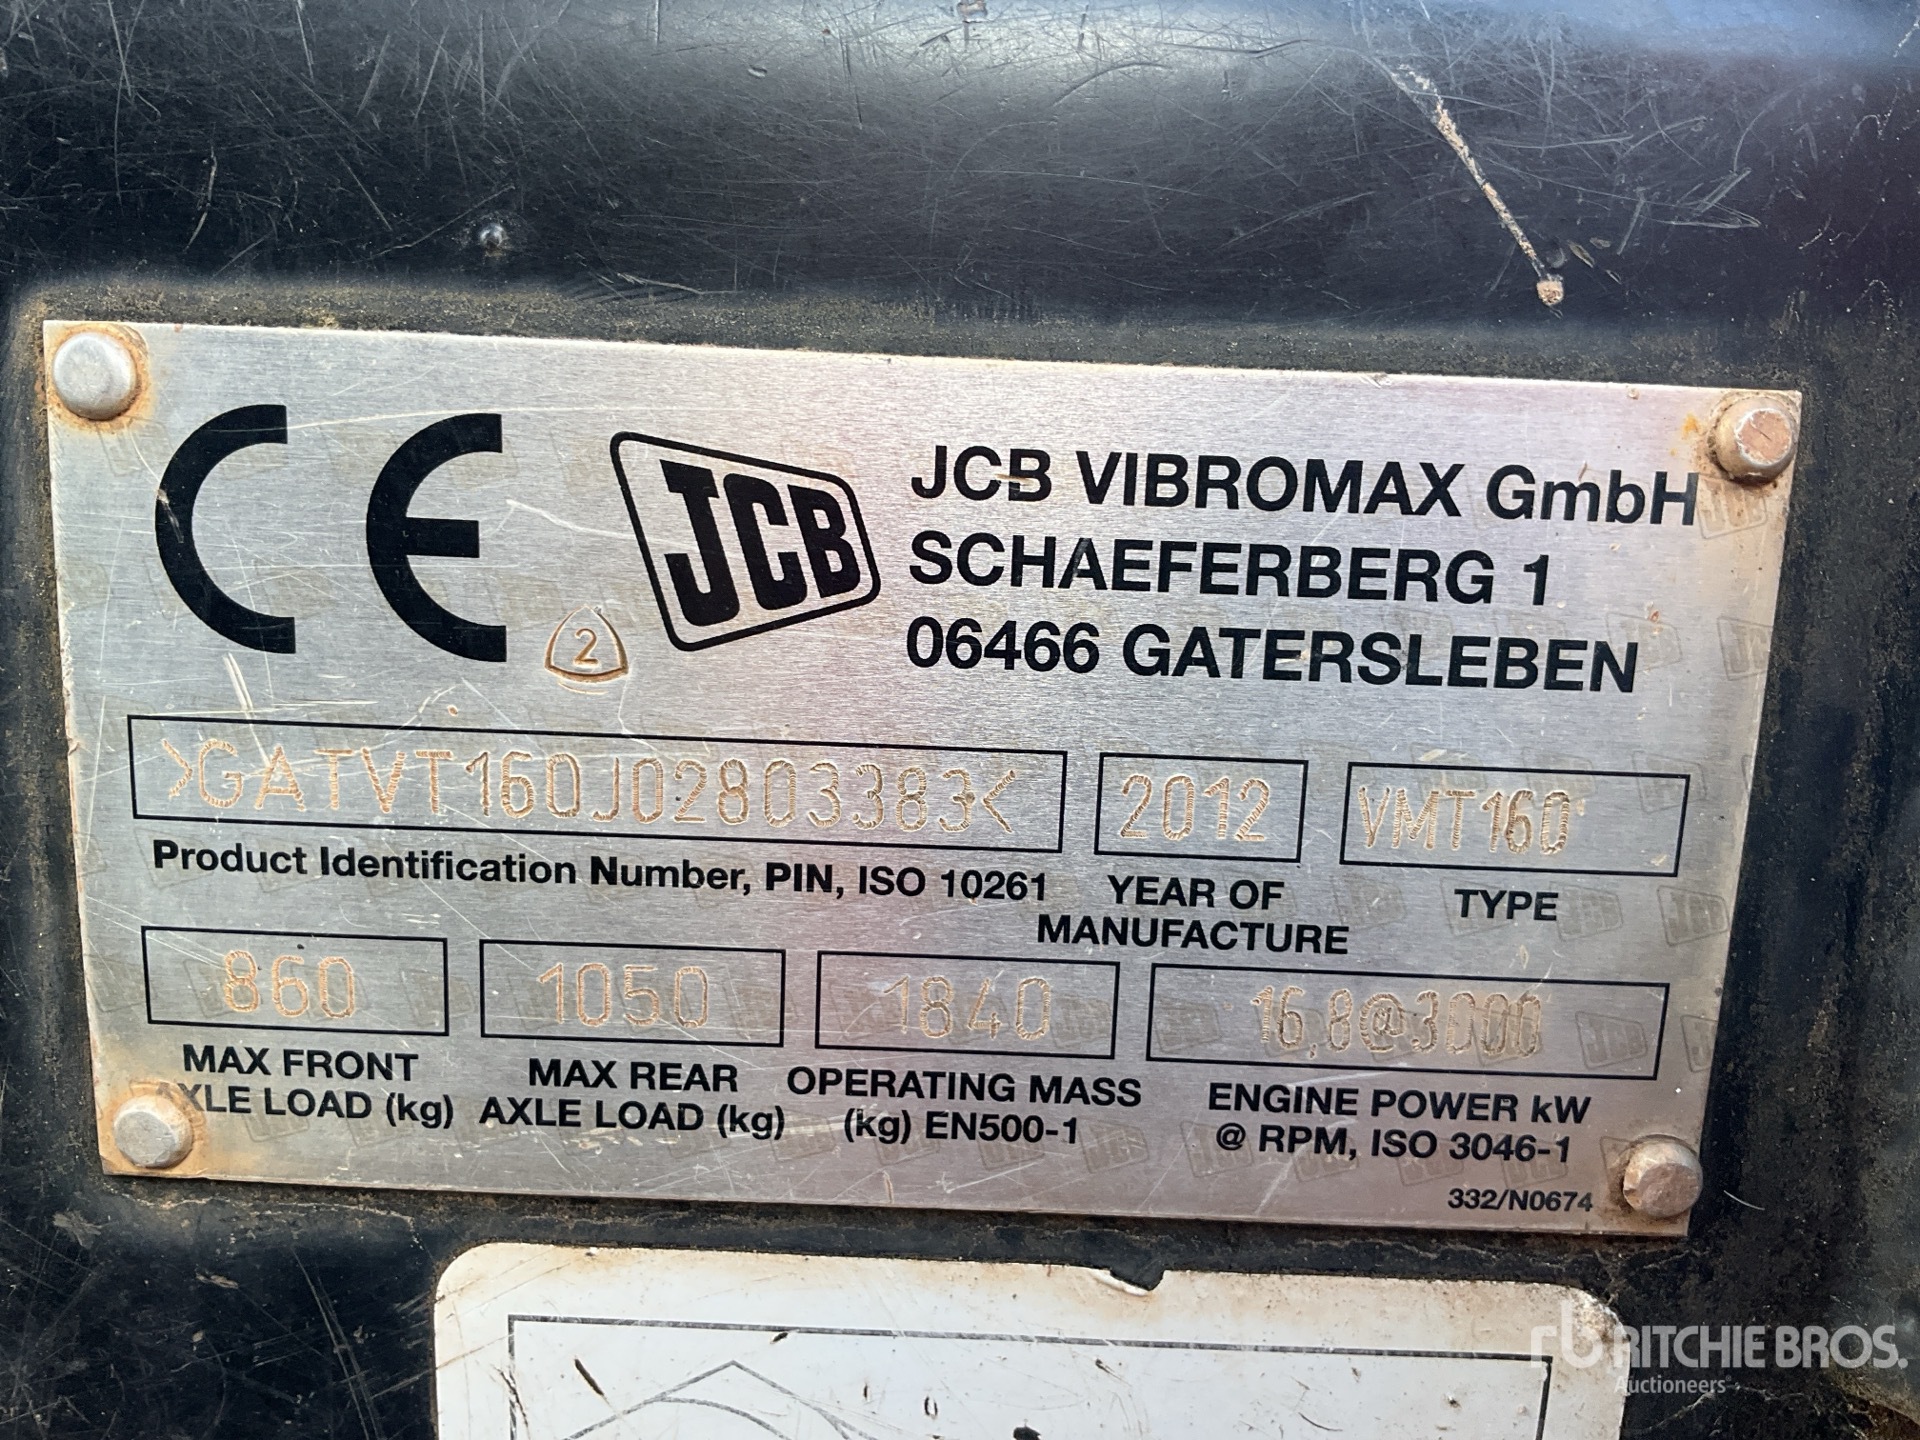 CE
2
JCB
JCB VIBROMAX GmbH
SCHAEFERBERG 1
06466 GATERSLEBEN
>GATVT160J02803383<
2012
VMT160
Product Identification Number, PIN, ISO 10261
YEAR OF
MANUFACTURE
TYPE
860
1050
1840
16,8@3000
MAX FRONT
AXLE LOAD (kg)
MAX REAR
AXLE LOAD (kg)
OPERATING MASS
(kg) EN500-1
ENGINE POWER kW
@ RPM, ISO 3046-1
332/N0674
rb RITCHIE BROS.
Auctioneers